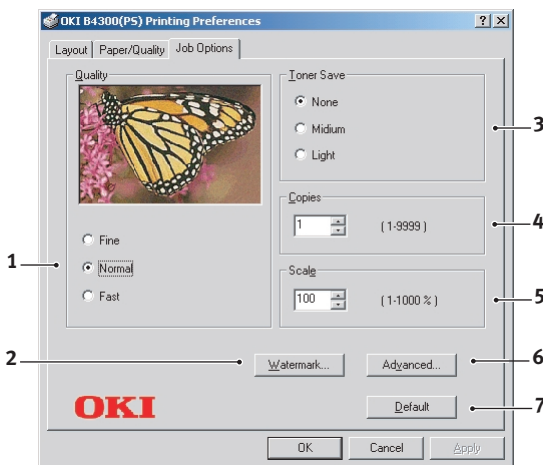 OKI B4300(PS) Printing Preferences
Layout
Paper/Quality
Job Options
Quality
Fine
Normal
Fast
Toner Save
None
Midium
Light
Copies
1
(1-9999)
Scale
100
(1-1000 %)
Watermark...
Advanced...
OKI
Default
OK
Cancel
Apply
1
2
3
4
5
6
7